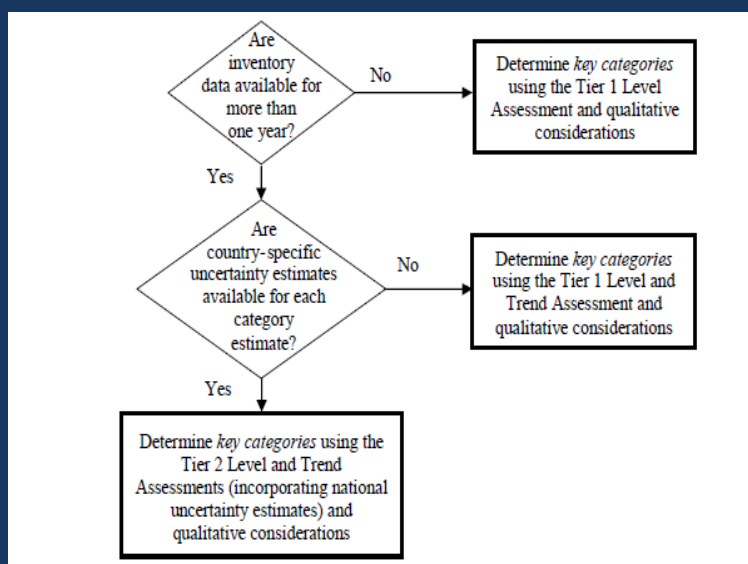 Are
inventory
data available for
more than
one year?
No
Determine key categories
using the Tier 1 Level
Assessment and qualitative
considerations
Yes
Are
country-specific
uncertainty estimates
available for each
category
estimate?
No
Determine key categories
using the Tier 1 Level and
Trend Assessment and
qualitative considerations
Yes
Determine key categories using the
Tier 2 Level and Trend
Assessments (incorporating national
uncertainty estimates) and
qualitative considerations